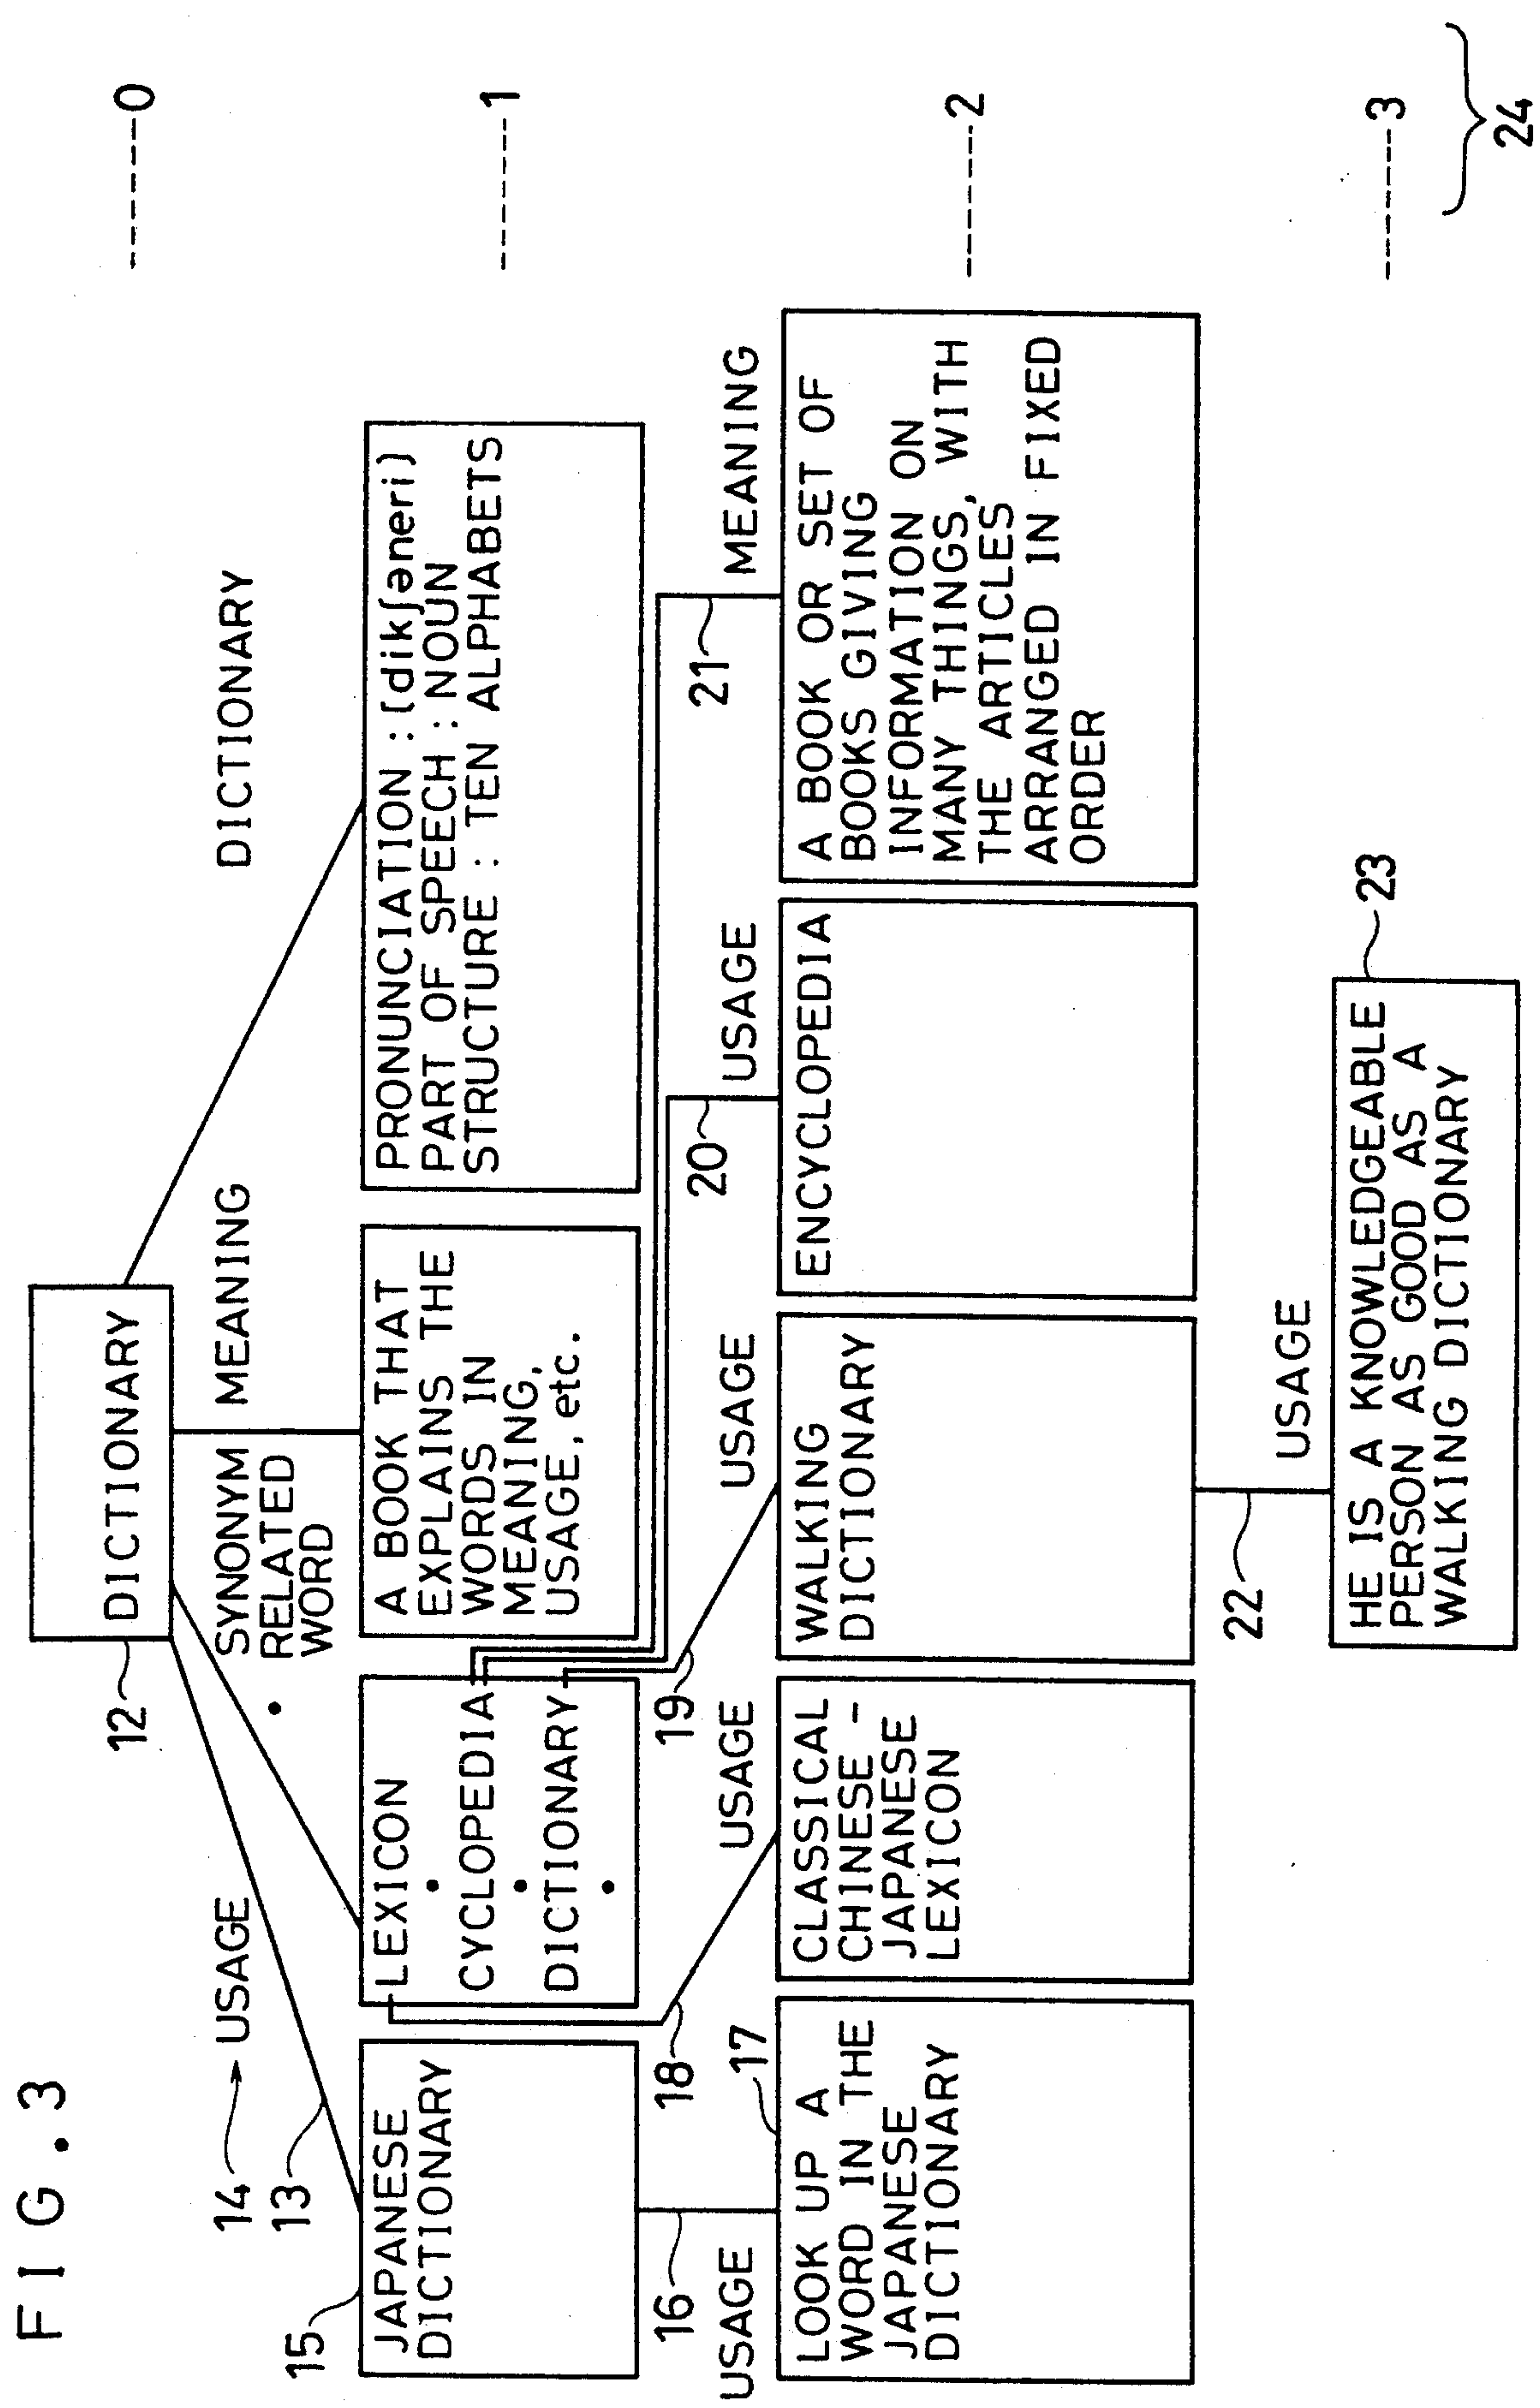 FIG.3
12
DICTIONARY
0
14
USAGE
13
SYNONYM
RELATED
WORD
MEANING
DICTIONARY
15
JAPANESE
DICTIONARY
LEXICON
CYCLOPEDIA
DICTIONARY
A BOOK THAT
EXPLAINS THE
WORDS IN
MEANING,
USAGE, etc.
PRONUNCIATION : (dikʃəneri)
PART OF SPEECH : NOUN
STRUCTURE : TEN ALPHABETS
1
16
USAGE
17
18
USAGE
19
USAGE
20
USAGE
21
MEANING
LOOK UP A
WORD IN THE
JAPANESE
DICTIONARY
CLASSICAL
CHINESE -
JAPANESE
LEXICON
WALKING
DICTIONARY
ENCYCLOPEDIA
A BOOK OR SET OF
BOOKS GIVING
INFORMATION ON
MANY THINGS, WITH
THE ARTICLES
ARRANGED IN FIXED
ORDER
2
22
USAGE
23
HE IS A KNOWLEDGEABLE
PERSON AS GOOD AS A
WALKING DICTIONARY
3
24